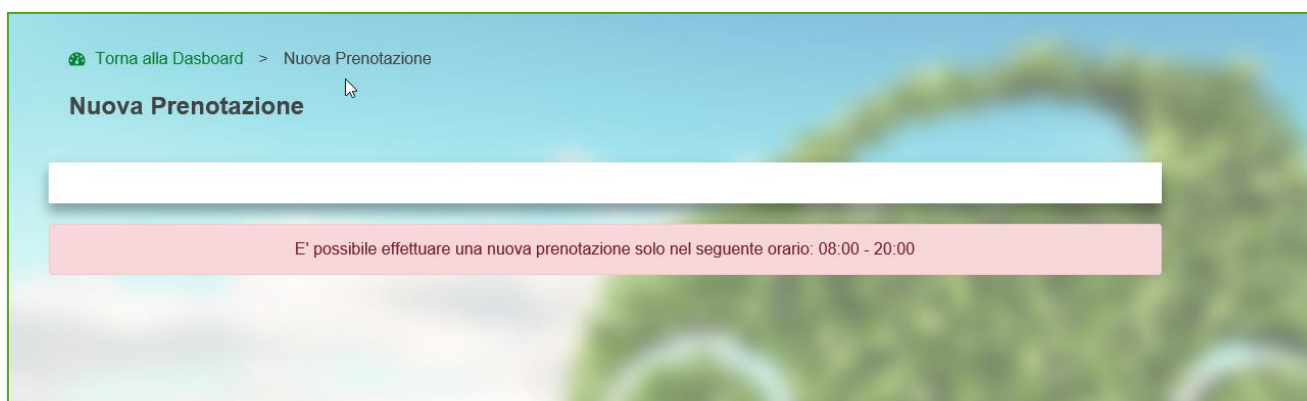 Torna alla Dasboard > Nuova Prenotazione
Nuova Prenotazione
E' possibile effettuare una nuova prenotazione solo nel seguente orario: 08:00 - 20:00